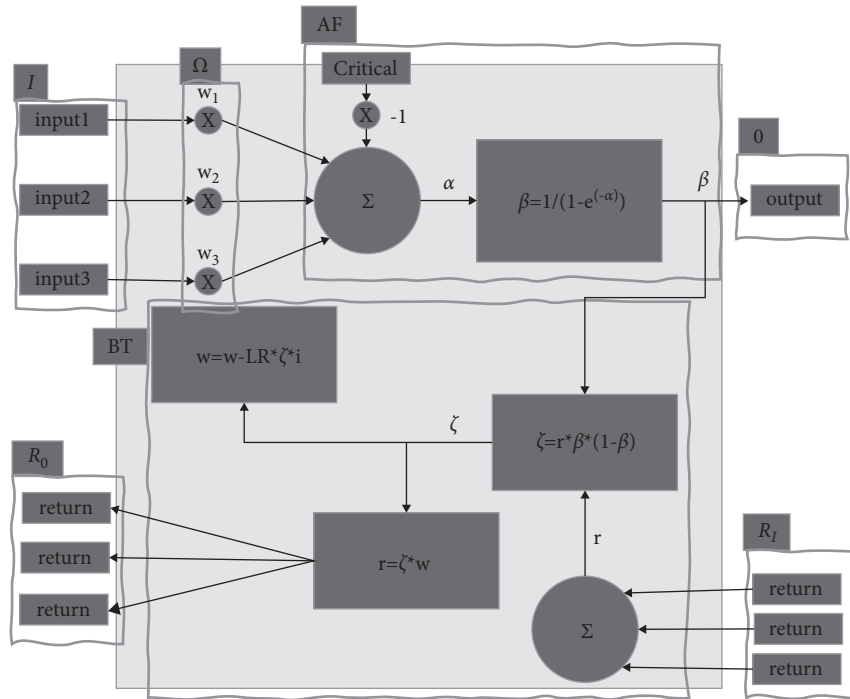 AF
Ω
I
Critical
w₁
input1
X
X
-1
0
w₂
input2
X
Σ
α
β=1/(1-e^(-α))
β
output
w₃
input3
X
BT
w=w-LR*ζ*i
ζ
ζ=r*β*(1-β)
R₀
return
return
return
r=ζ*w
r
Σ
R_I
return
return
return